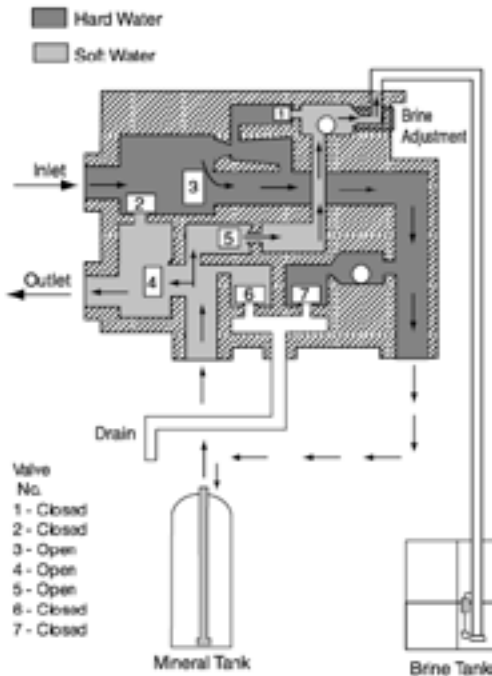 Hard Water
Soft Water
1
Brine
Adjustment
Inlet
3
2
5
Outlet
4
6
7
Drain
Valve
No.
1 - Closed
2 - Closed
3 - Open
4 - Open
5 - Open
6 - Closed
7 - Closed
Mineral Tank
Brine Tank